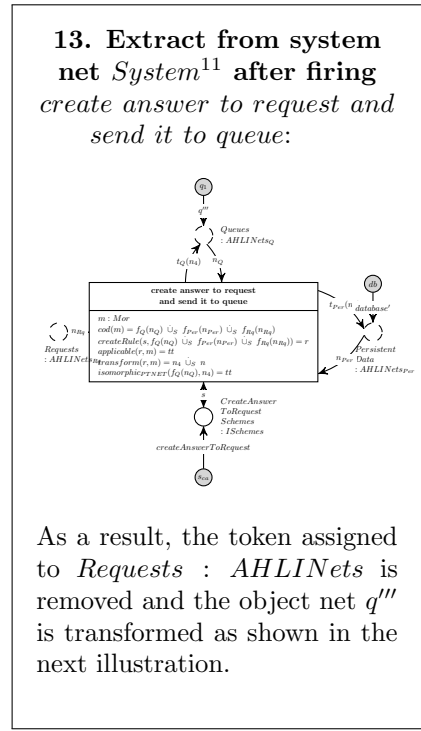 13. Extract from system
net System¹¹ after firing
create answer to request and
send it to queue:
q₁
q'''
Queues
: AHLINets_Q
t_Q(n₄)
n_Q
create answer to request
and send it to queue
m : Mor
cod(m) = f_Q(n_Q) ∪̇_S f_Per(n_Per) ∪̇_S f_Rq(n_Rq)
createRule(s, f_Q(n_Q) ∪̇_S f_Per(n_Per) ∪̇_S f_Rq(n_Rq)) = r
applicable(r, m) = tt
transform(r, m) = n₄ ∪̇_S n
isomorphic_PTNET(f_Q(n_Q), n₄) = tt
n_Rq
Requests
: AHLINets
db
database'
t_Per(n
n_Per
Persistent
Data
: AHLINets_Per
s
CreateAnswer
ToRequest
Schemes
: ISchemes
createAnswerToRequest
s_ca
As a result, the token assigned
to Requests : AHLINets is
removed and the object net q'''
is transformed as shown in the
next illustration.